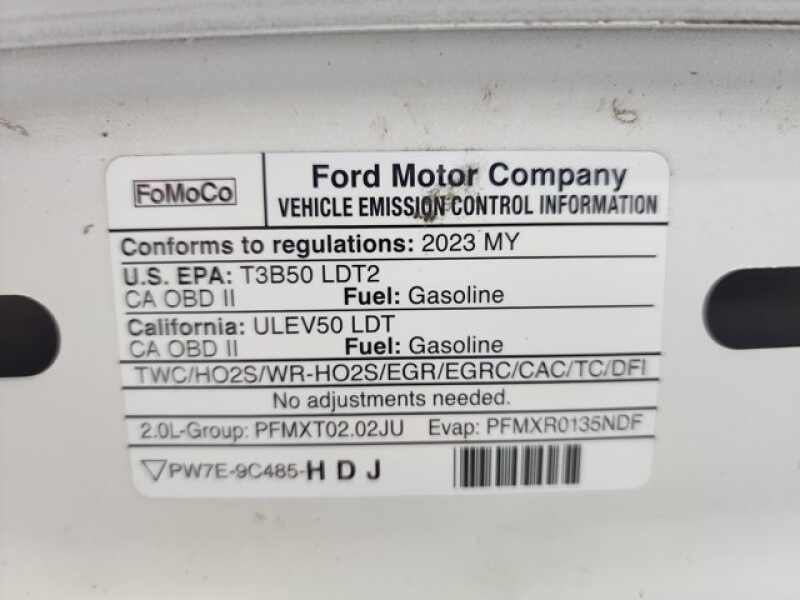 FoMoCo
Ford Motor Company
VEHICLE EMISSION CONTROL INFORMATION
Conforms to regulations: 2023 MY
U.S. EPA: T3B50 LDT2
CA OBD II Fuel: Gasoline
California: ULEV50 LDT
CA OBD II Fuel: Gasoline
TWC/HO2S/WR-HO2S/EGR/EGRC/CAC/TC/DFI
No adjustments needed.
2.0L-Group: PFMXT02.02JU Evap: PFMXR0135NDF
▽PW7E-9C485-HDJ